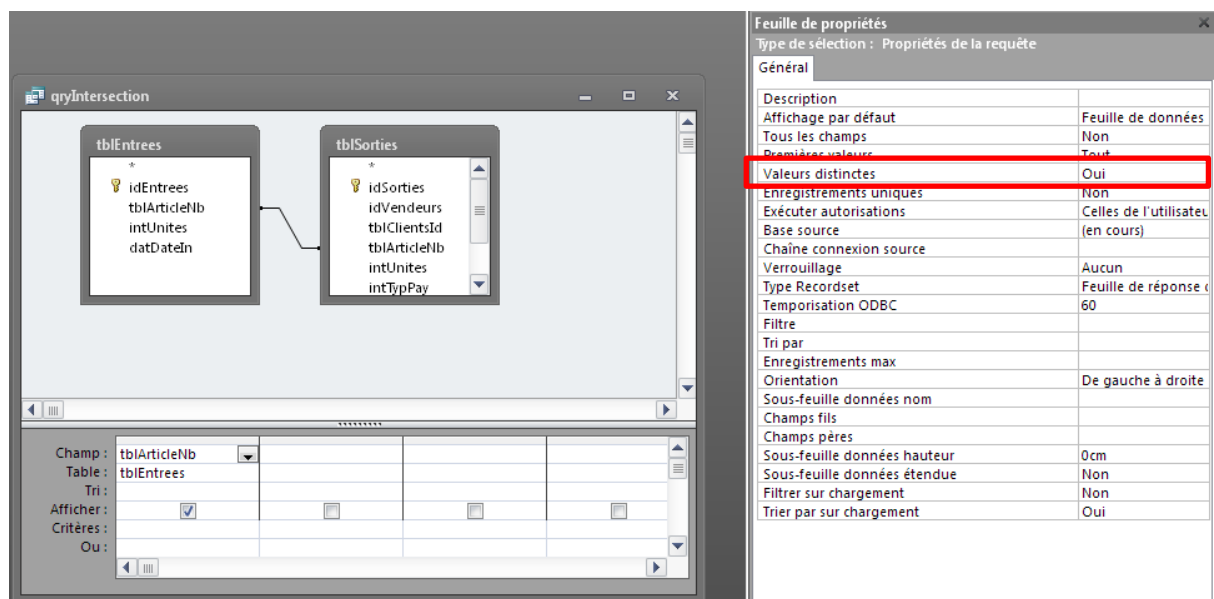 qryIntersection
tblEntrees
*
idEntrees
tblArticleNb
intUnites
datDateIn
tblSorties
*
idSorties
idVendeurs
tblClientsId
tblArticleNb
intUnites
intTypPay
Champ : tblArticleNb
Table : tblEntrees
Tri :
Afficher :
Critères :
Ou :
Feuille de propriétés
Type de sélection : Propriétés de la requête
Général
Description
Affichage par défaut Feuille de données
Tous les champs Non
Premières valeurs Tout
Valeurs distinctes Oui
Enregistrements uniques Non
Exécuter autorisations Celles de l'utilisateu
Base source (en cours)
Chaîne connexion source
Verrouillage Aucun
Type Recordset Feuille de réponse
Temporisation ODBC 60
Filtre
Tri par
Enregistrements max
Orientation De gauche à droite
Sous-feuille données nom
Champs fils
Champs pères
Sous-feuille données hauteur 0cm
Sous-feuille données étendue Non
Filtrer sur chargement Non
Trier par sur chargement Oui